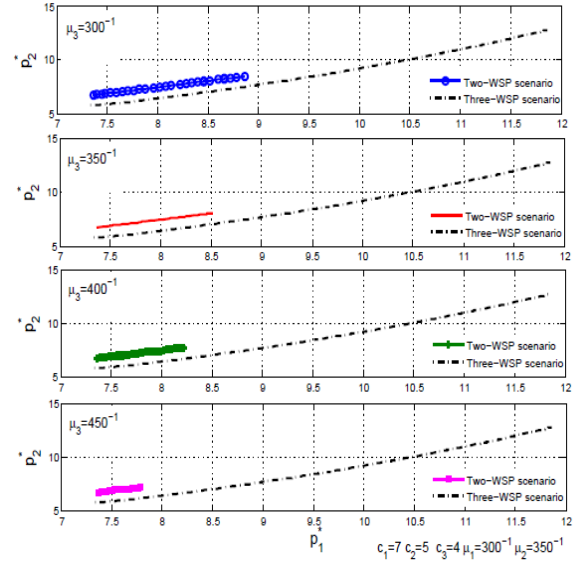 15
μ₃=300⁻¹
p₂*
10
Two−WSP scenario
Three−WSP scenario
5
7 7.5 8 8.5 9 9.5 10 10.5 11 11.5 12
15
μ₃=350⁻¹
p₂*
10
Two−WSP scenario
Three−WSP scenario
5
7 7.5 8 8.5 9 9.5 10 10.5 11 11.5 12
15
μ₃=400⁻¹
p₂*
10
Two−WSP scenario
Three−WSP scenario
5
7 7.5 8 8.5 9 9.5 10 10.5 11 11.5 12
15
μ₃=450⁻¹
p₂*
10
Two−WSP scenario
Three−WSP scenario
5
7 7.5 8 8.5 9 9.5 10 10.5 11 11.5 12
p₁*
c₁=7 c₂=5 c₃=4 μ₁=300⁻¹ μ₂=350⁻¹